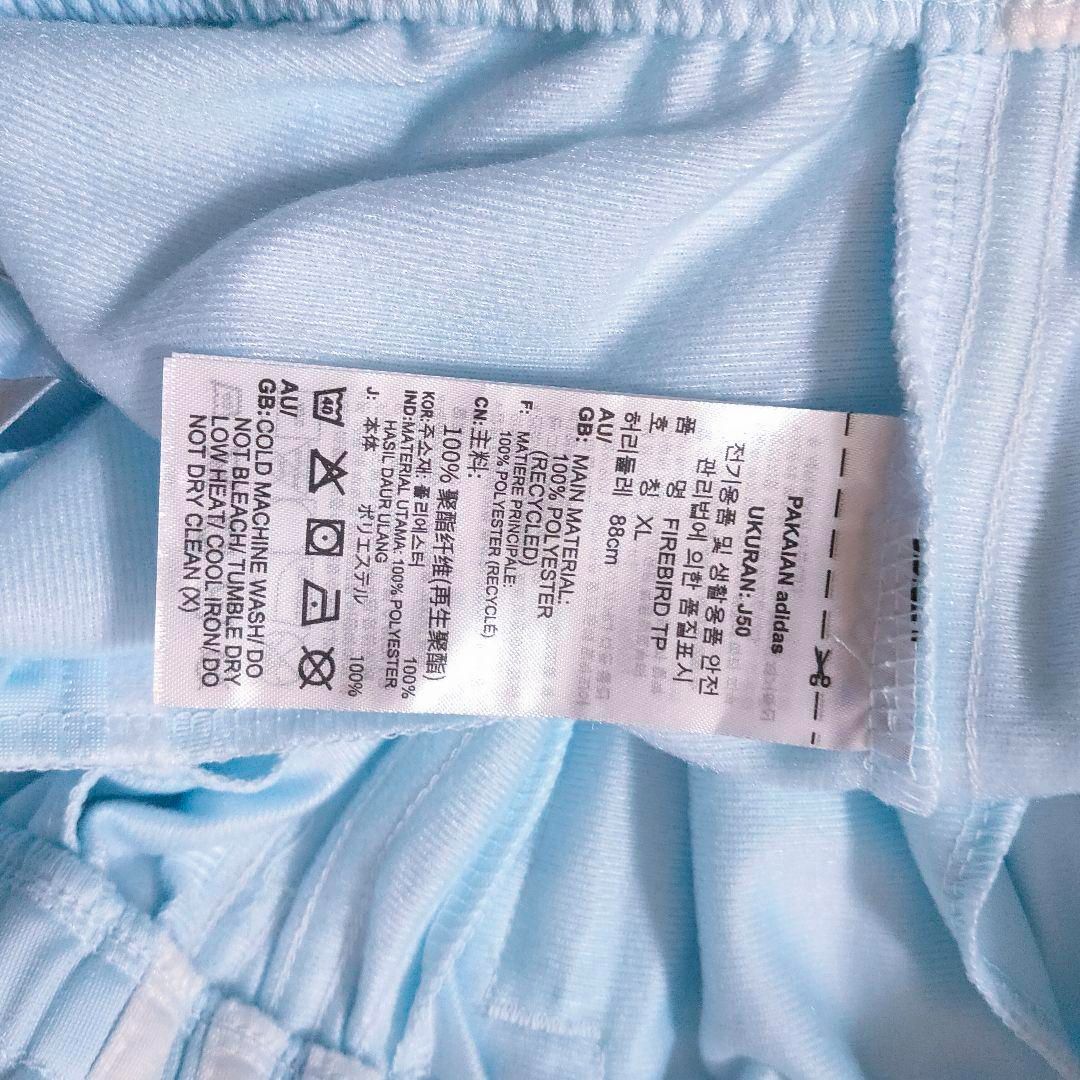 PAKAIAN adidas
UKURAN: J50
전기용품 및 생활용품 안전
관리법에 의한 품질표시
품 명 FIREBIRD TP
호 칭 XL
허리둘레 88cm
AU/
GB: MAIN MATERIAL:
100% POLYESTER
(RECYCLED)
F: MATIERE PRINCIPALE:
100% POLYESTER (RECYCLÉ)
CN:主料:
100% 聚酯纤维(再生聚酯)
KOR:주소재: 폴리에스터 100%
IND:MATERIAL UTAMA: 100% POLYESTER
HASIL DAUR ULANG
J: 本体 ポリエステル 100%
40
AU/
GB:COLD MACHINE WASH/ DO
NOT BLEACH/ TUMBLE DRY
LOW HEAT/ COOL IRON/ DO
NOT DRY CLEAN (X)